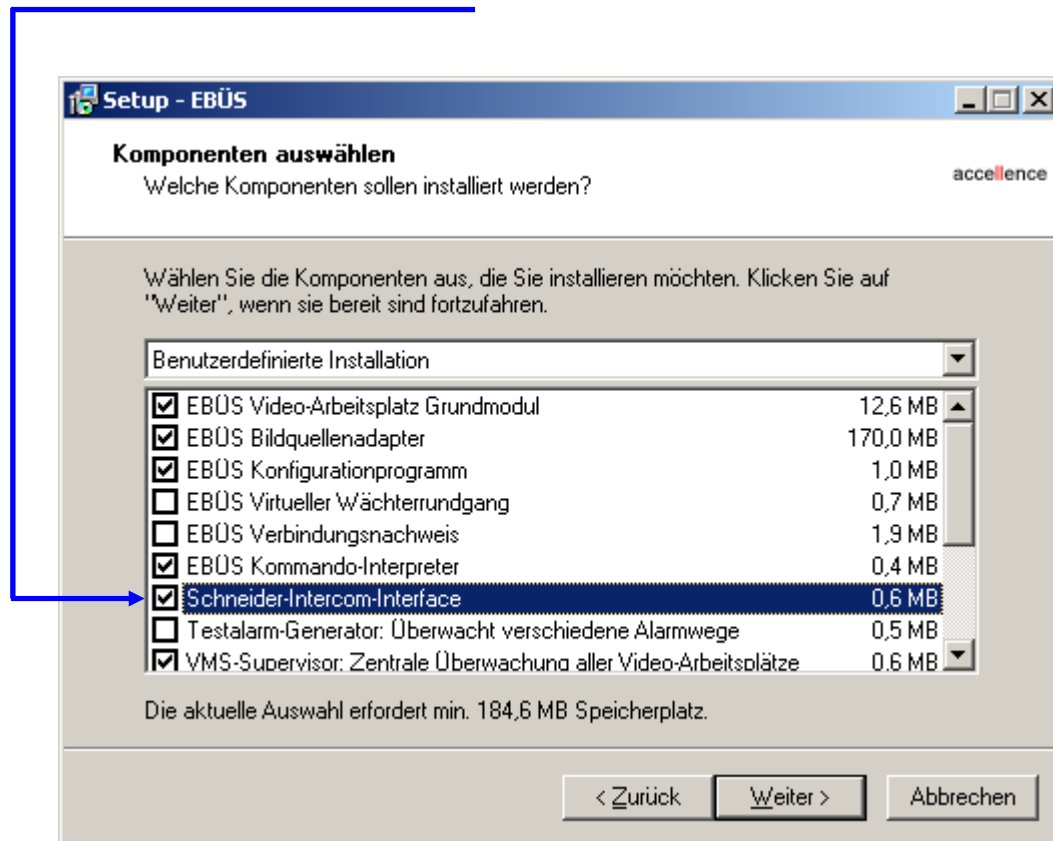 Setup - EBÜS
Komponenten auswählen
Welche Komponenten sollen installiert werden?
accellence
Wählen Sie die Komponenten aus, die Sie installieren möchten. Klicken Sie auf
"Weiter", wenn sie bereit sind fortzufahren.
Benutzerdefinierte Installation
EBÜS Video-Arbeitsplatz Grundmodul 12,6 MB
EBÜS Bildquellenadapter 170,0 MB
EBÜS Konfigurationprogramm 1,0 MB
EBÜS Virtueller Wächterrundgang 0,7 MB
EBÜS Verbindungsnachweis 1,9 MB
EBÜS Kommando-Interpreter 0,4 MB
Schneider-Intercom-Interface 0,6 MB
Testalarm-Generator: Überwacht verschiedene Alarmwege 0,5 MB
VMS-Supervisor: Zentrale Überwachung aller Video-Arbeitsplätze 0,6 MB
Die aktuelle Auswahl erfordert min. 184,6 MB Speicherplatz.
< Zurück Weiter > Abbrechen